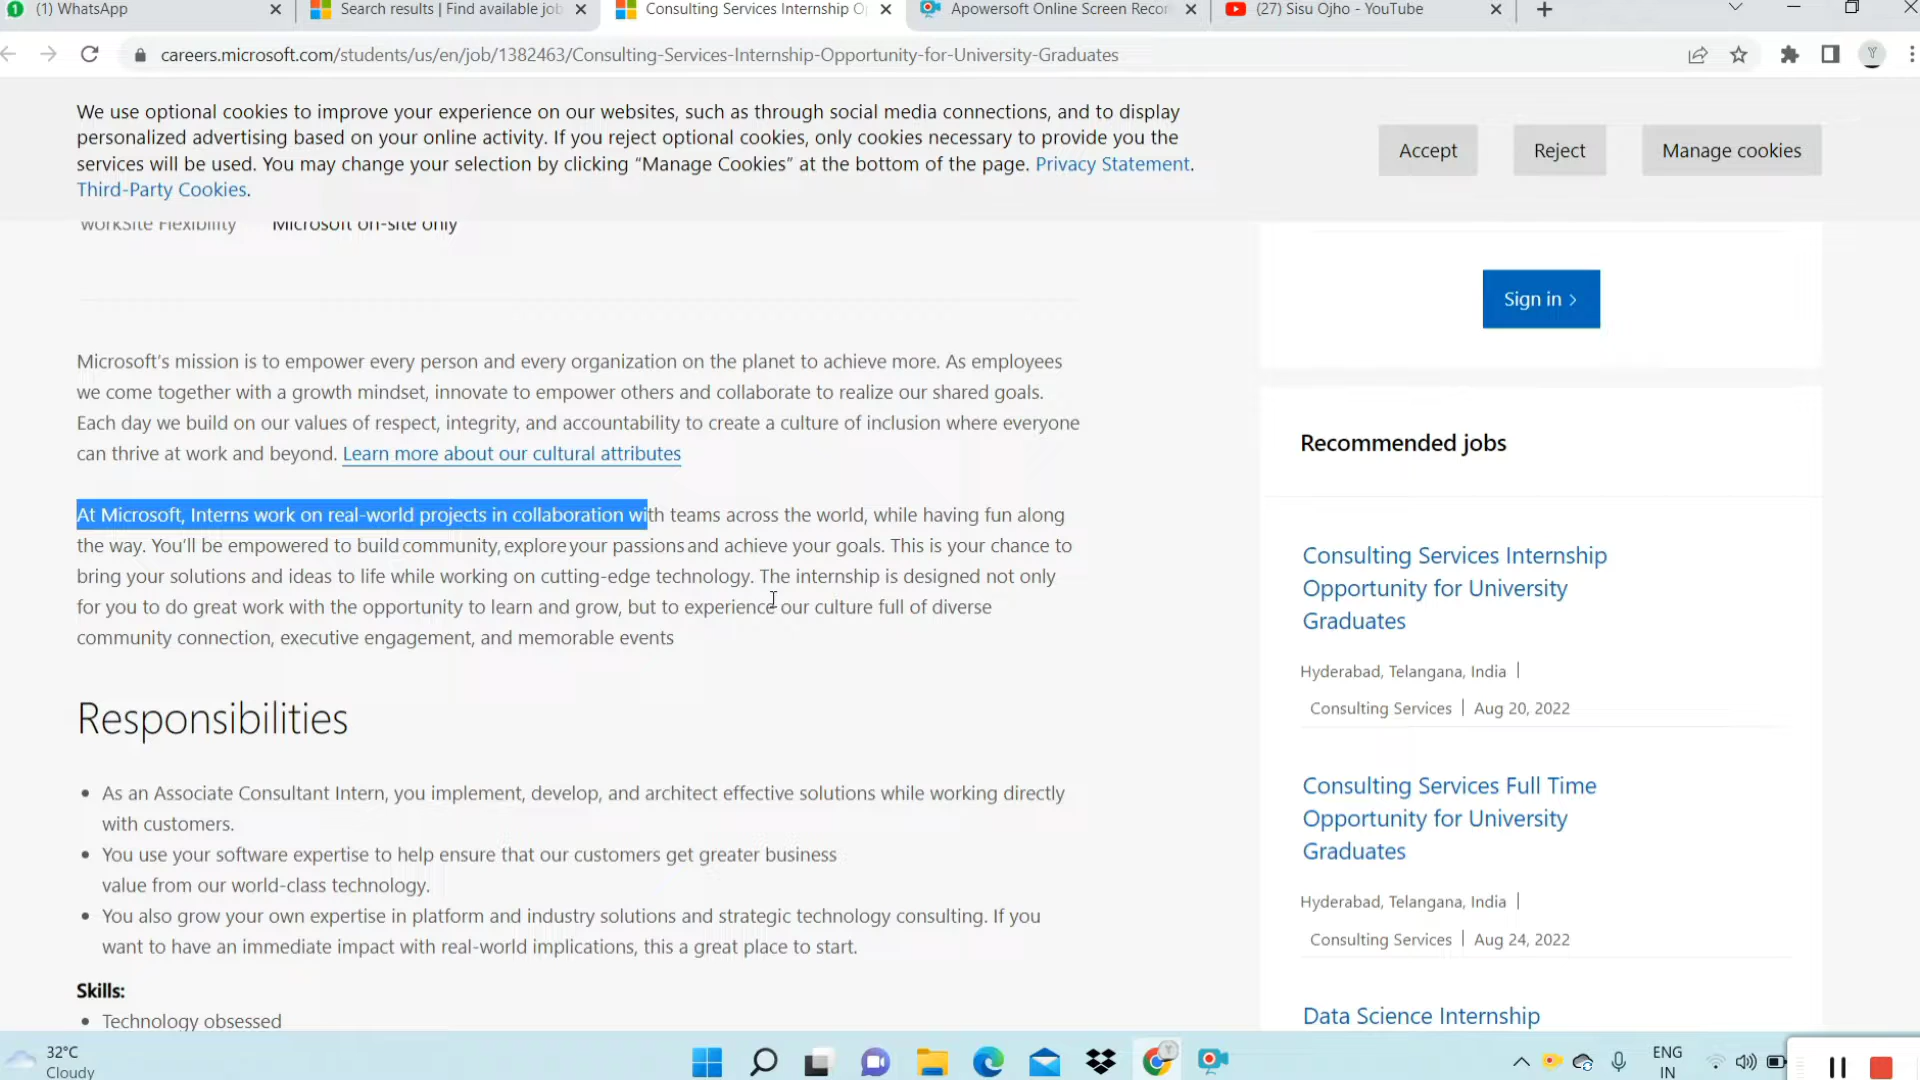 (1) WhatsApp
Search results | Find available job
Consulting Services Internship O
Apowersoft Online Screen Recor
(27) Sisu Ojho - YouTube
careers.microsoft.com/students/us/en/job/1382463/Consulting-Services-Internship-Opportunity-for-University-Graduates
Y
We use optional cookies to improve your experience on our websites, such as through social media connections, and to display
personalized advertising based on your online activity. If you reject optional cookies, only cookies necessary to provide you the
services will be used. You may change your selection by clicking “Manage Cookies” at the bottom of the page. Privacy Statement.
Third-Party Cookies.
Accept
Reject
Manage cookies
WorkSite Flexibility
Microsoft on-site only
Microsoft’s mission is to empower every person and every organization on the planet to achieve more. As employees
we come together with a growth mindset, innovate to empower others and collaborate to realize our shared goals.
Each day we build on our values of respect, integrity, and accountability to create a culture of inclusion where everyone
can thrive at work and beyond. Learn more about our cultural attributes
At Microsoft, Interns work on real-world projects in collaboration with teams across the world, while having fun along
the way. You’ll be empowered to build community, explore your passions and achieve your goals. This is your chance to
bring your solutions and ideas to life while working on cutting-edge technology. The internship is designed not only
for you to do great work with the opportunity to learn and grow, but to experience our culture full of diverse
community connection, executive engagement, and memorable events
Responsibilities
• As an Associate Consultant Intern, you implement, develop, and architect effective solutions while working directly
with customers.
• You use your software expertise to help ensure that our customers get greater business
value from our world-class technology.
• You also grow your own expertise in platform and industry solutions and strategic technology consulting. If you
want to have an immediate impact with real-world implications, this a great place to start.
Skills:
• Technology obsessed
Sign in >
Recommended jobs
Consulting Services Internship
Opportunity for University
Graduates
Hyderabad, Telangana, India |
Consulting Services | Aug 20, 2022
Consulting Services Full Time
Opportunity for University
Graduates
Hyderabad, Telangana, India |
Consulting Services | Aug 24, 2022
Data Science Internship
32°C
Cloudy
ENG
IN